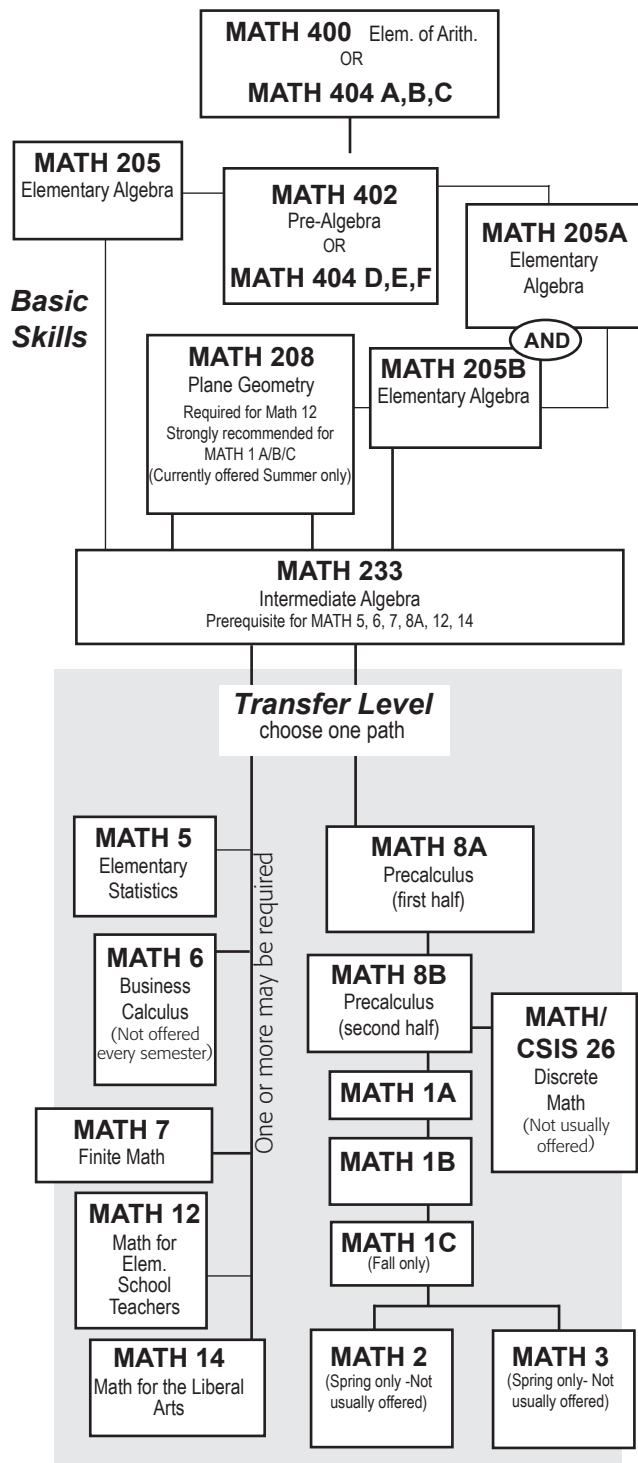 MATH 400 Elem. of Arith.
OR
MATH 404 A,B,C
MATH 205
Elementary Algebra
MATH 402
Pre-Algebra
OR
MATH 404 D,E,F
MATH 205A
Elementary
Algebra
Basic
Skills
AND
MATH 208
Plane Geometry
Required for Math 12
Strongly recommended for
MATH 1 A/B/C
(Currently offered Summer only)
MATH 205B
Elementary Algebra
MATH 233
Intermediate Algebra
Prerequisite for MATH 5, 6, 7, 8A, 12, 14
Transfer Level
choose one path
MATH 5
Elementary
Statistics
MATH 6
Business
Calculus
(Not offered
every semester)
MATH 7
Finite Math
MATH 12
Math for
Elem.
School
Teachers
MATH 14
Math for the Liberal
Arts
One or more may be required
MATH 8A
Precalculus
(first half)
MATH 8B
Precalculus
(second half)
MATH/
CSIS 26
Discrete
Math
(Not usually
offered)
MATH 1A
MATH 1B
MATH 1C
(Fall only)
MATH 2
(Spring only -Not
usually offered)
MATH 3
(Spring only- Not
usually offered)